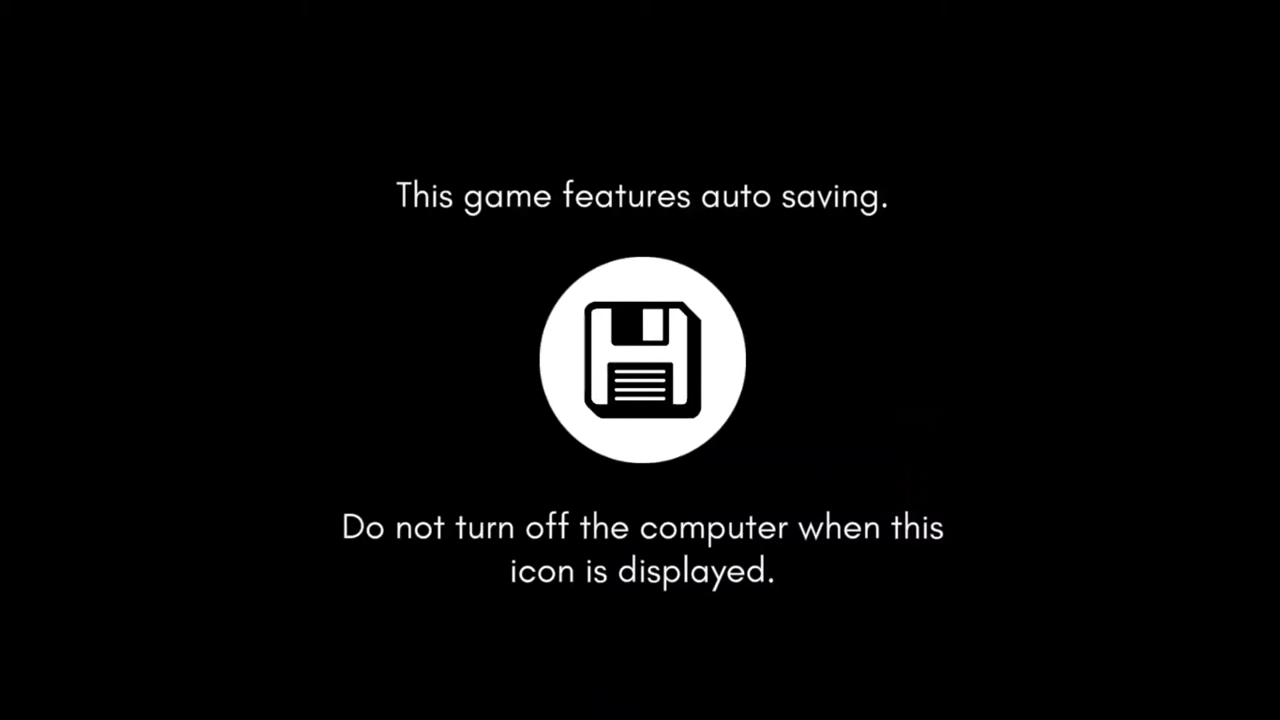 This game features auto saving.
Do not turn off the computer when this
icon is displayed.